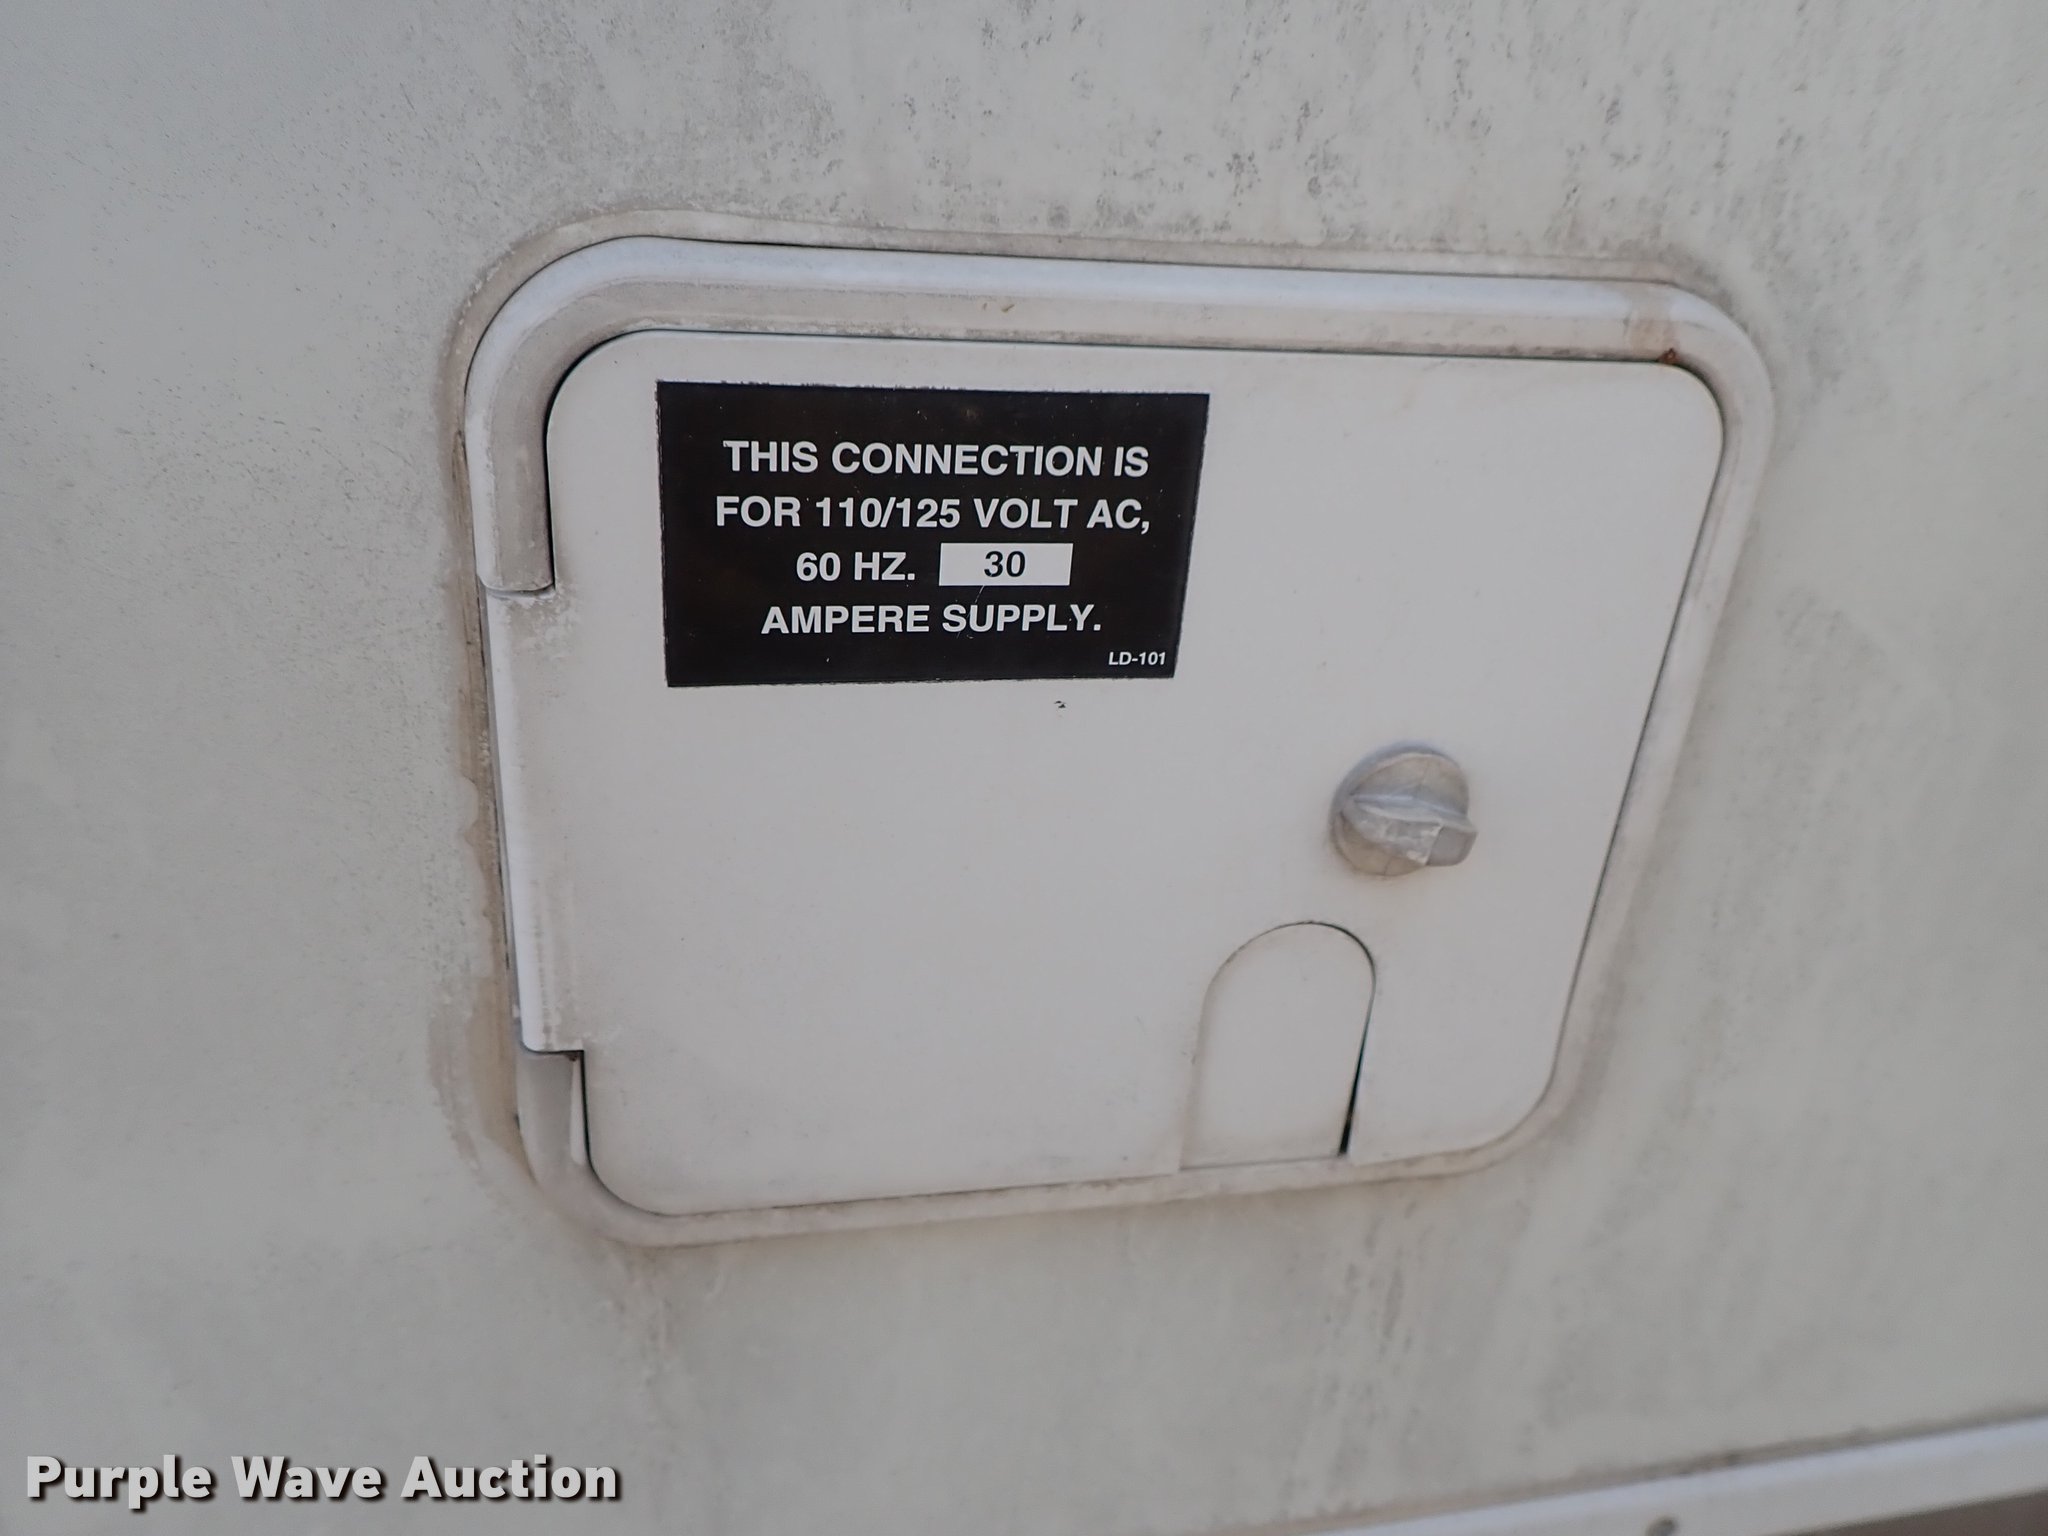 THIS CONNECTION IS
FOR 110/125 VOLT AC,
60 HZ. 30
AMPERE SUPPLY.
LD-101
Purple Wave Auction